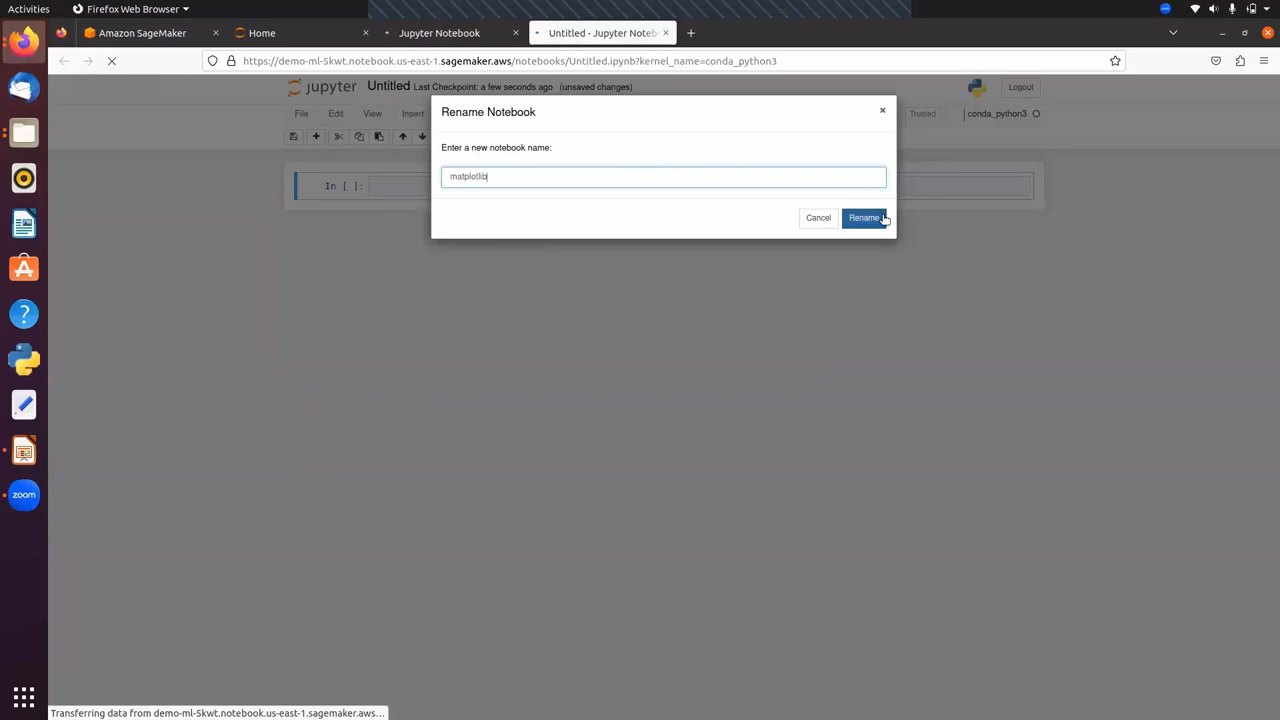 Activities
Firefox Web Browser
Amazon SageMaker
Home
Jupyter Notebook
Untitled - Jupyter Noteb
https://demo-ml-5kwt.notebook.us-east-1.sagemaker.aws/notebooks/Untitled.ipynb?kernel_name=conda_python3
jupyter Untitled Last Checkpoint: a few seconds ago (unsaved changes)
Logout
File Edit View Insert
Trusted
conda_python3
Rename Notebook
Enter a new notebook name:
matplotlib
Cancel Rename
In [ ]:
zoom
Transferring data from demo-ml-5kwt.notebook.us-east-1.sagemaker.aws…